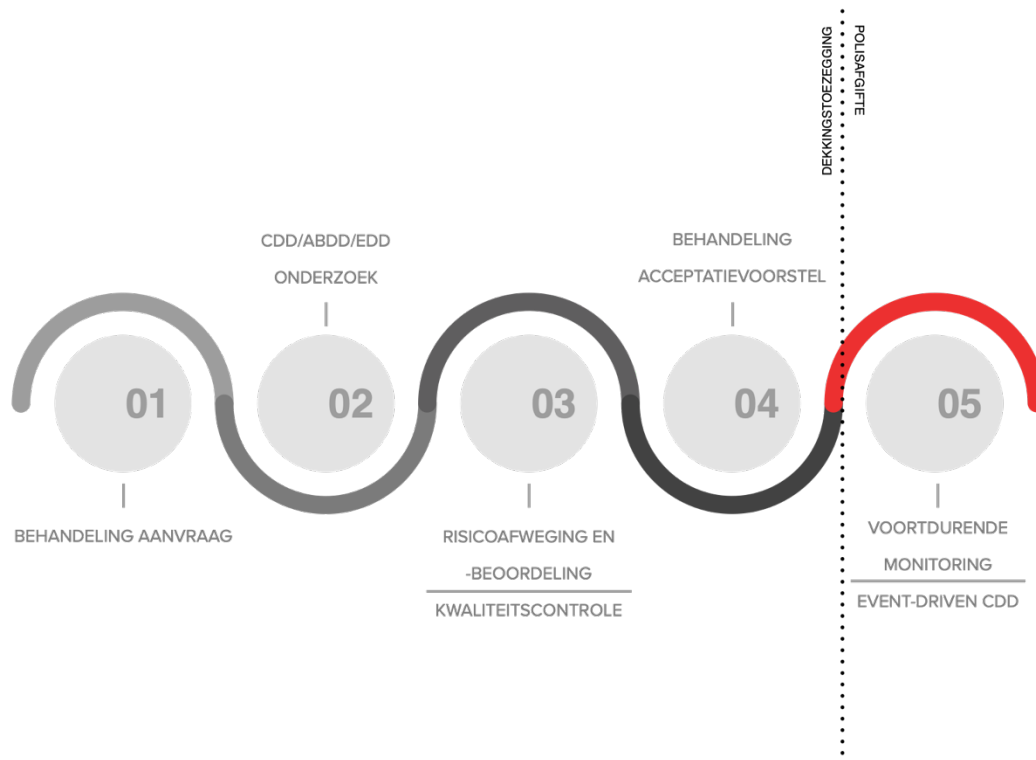 DEKKINGSTOEZEGGING
POLISAFGIFTE
CDD/ABDD/EDD
ONDERZOEK
BEHANDELING
ACCEPTATIEVOORSTEL
01
02
03
04
05
BEHANDELING AANVRAAG
RISICOAFWEGING EN
-BEOORDELING
KWALITEITSCONTROLE
VOORTDURENDE
MONITORING
EVENT-DRIVEN CDD